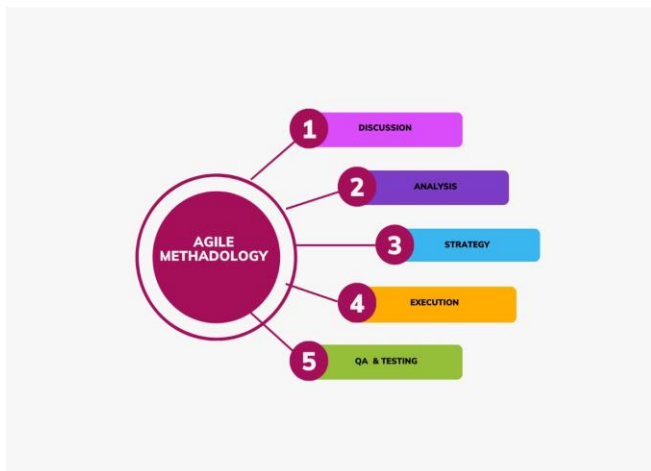 AGILE
METHADOLOGY
1
DISCUSSION
2
ANALYSIS
3
STRATEGY
4
EXECUTION
5
QA & TESTING